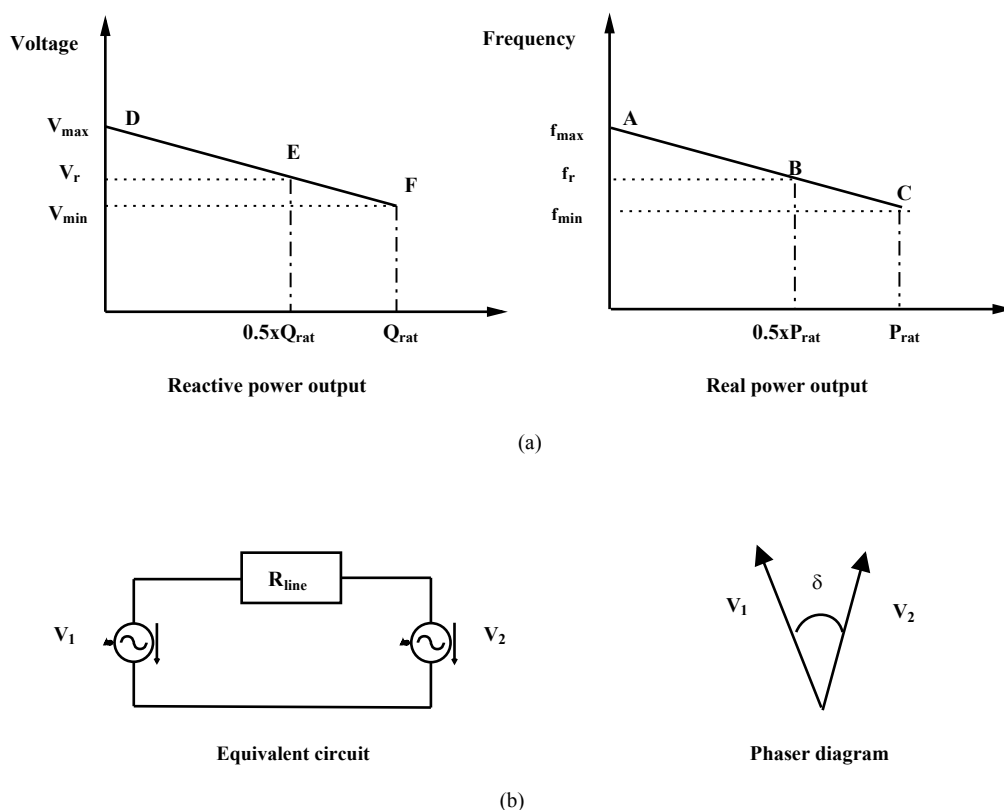 Voltage
Frequency
V_max
D
E
V_r
F
V_min
0.5xQ_rat
Q_rat
Reactive power output
A
f_max
B
f_r
C
f_min
0.5xP_rat
P_rat
Real power output
(a)
R_line
V_1
V_2
Equivalent circuit
δ
V_1
V_2
Phaser diagram
(b)